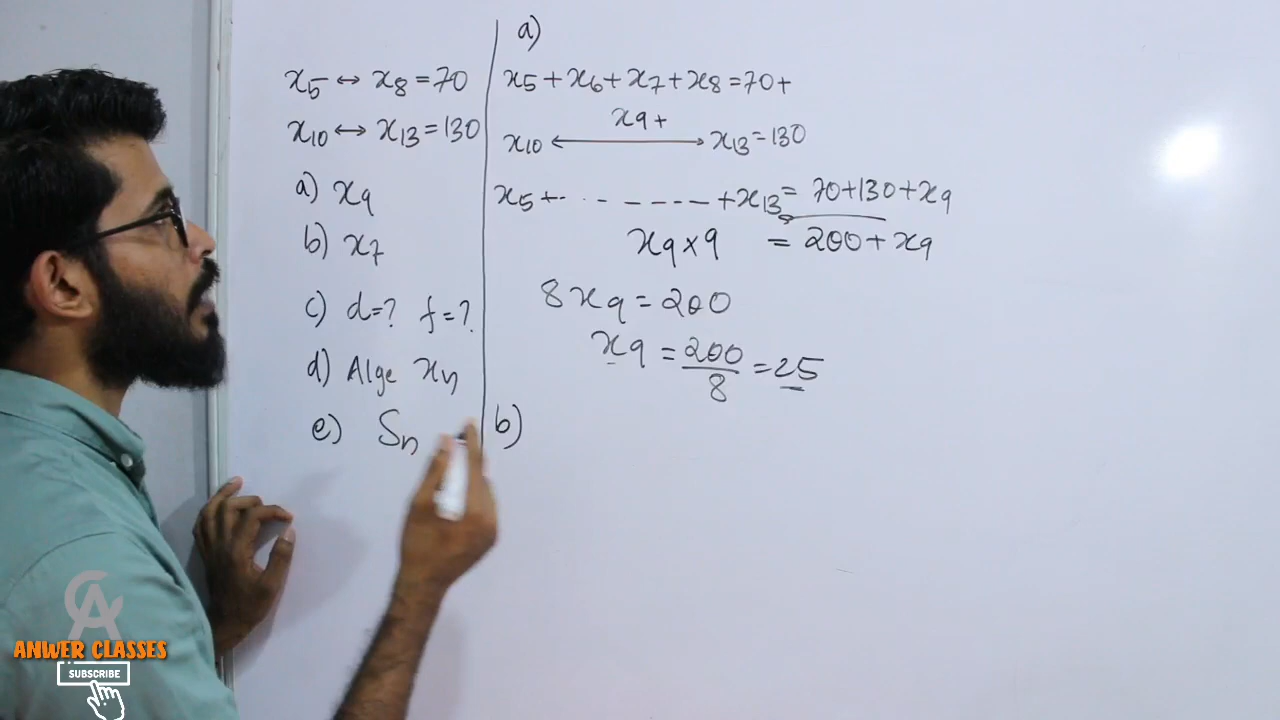 x₅ ↔ x₈ = 70
x₁₀ ↔ x₁₃ = 130
a) x₉
b) x₇
c) d=? f=?
d) Alge xₙ
e) Sₙ
a)
x₅ + x₆ + x₇ + x₈ = 70 +
x₉ +
x₁₀ ↔ x₁₃ = 130
x₅ + - - - - - - - + x₁₃ = 70 + 130 + x₉
x₉ × 9 = 200 + x₉
8x₉ = 200
x₉ = 200/8 = 25
b)
CA
ANWER CLASSES
SUBSCRIBE